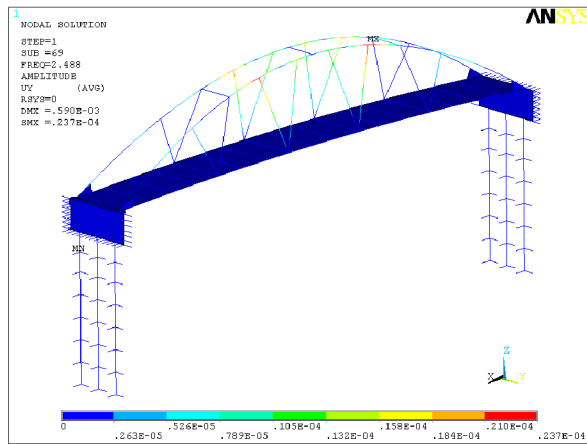 1
ANSYS
NODAL SOLUTION
STEP=1
SUB =69
FREQ=2.488
AMPLITUDE
UY (AVG)
RSYS=0
DMX =.590E-03
SMX =.237E-04
MX
MN
Z
X Y
0 .526E-05 .105E-04 .158E-04 .210E-04
.263E-05 .789E-05 .132E-04 .184E-04 .237E-04